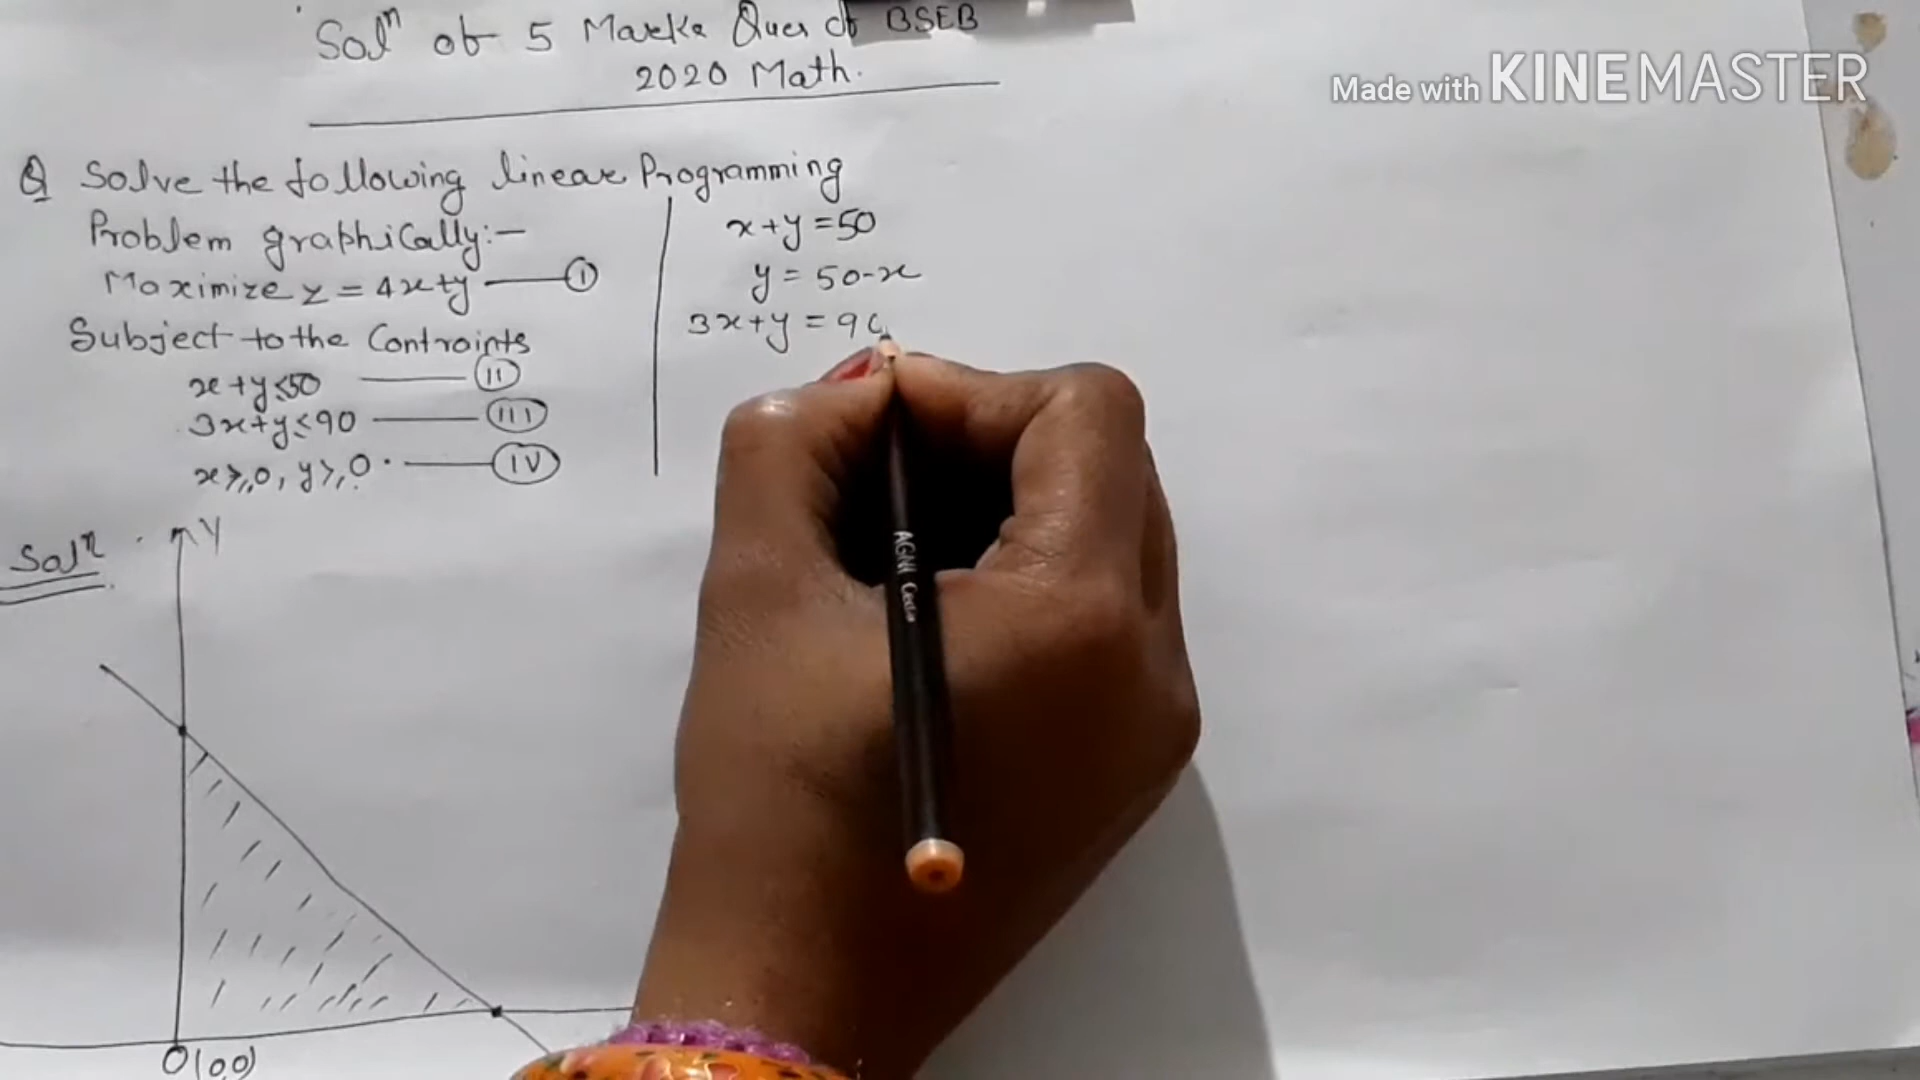 Solⁿ of 5 Marks Ques of BSEB
2020 Math.
Made with KINEMASTER
Q Solve the following linear Programming
Problem graphically:-
Maximize z = 4x+y —— I
Subject to the Contraints
x+y≤50 —— II
3x+y≤90 —— III
x≥0, y≥0. —— IV
x+y=50
y = 50-x
3x+y = 90
Solⁿ
Y
O(0,0)
AGNI